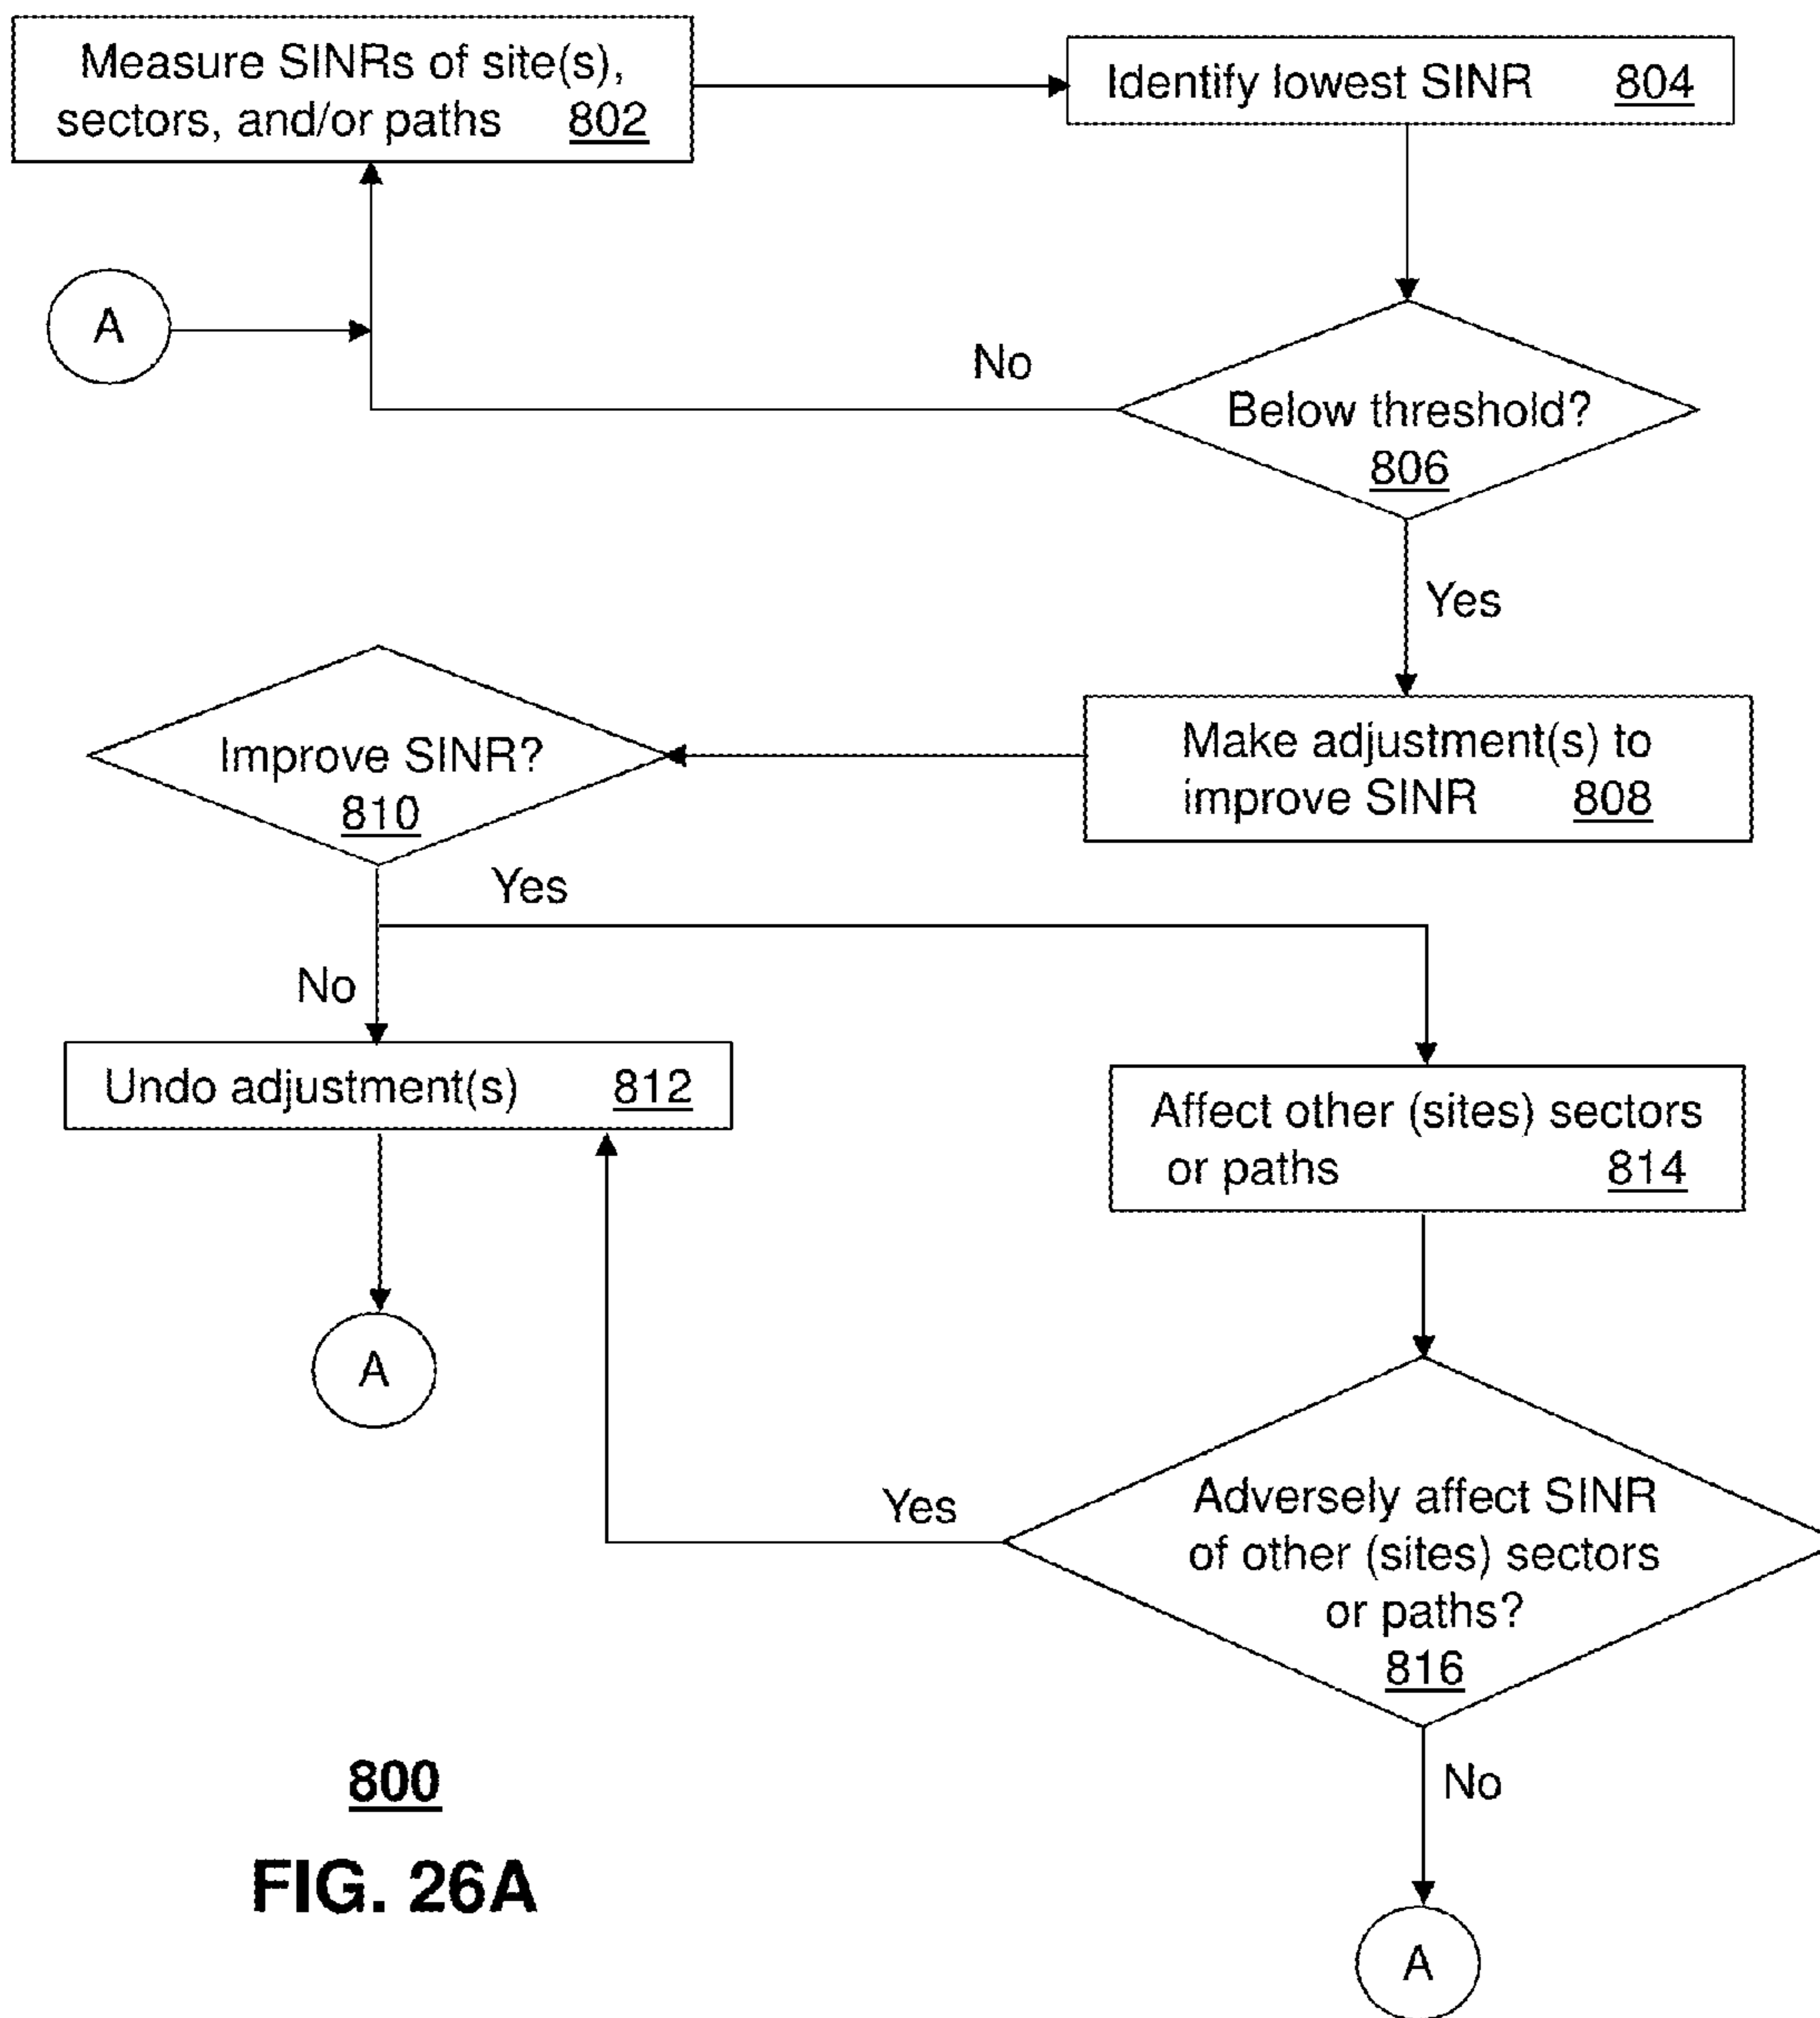 Measure SINRs of site(s),
sectors, and/or paths 802
Identify lowest SINR 804
A
No
Below threshold?
806
Yes
Improve SINR?
810
Make adjustment(s) to
improve SINR 808
Yes
No
Undo adjustment(s) 812
Affect other (sites) sectors
or paths 814
A
Yes
Adversely affect SINR
of other (sites) sectors
or paths?
816
No
800
FIG. 26A
A